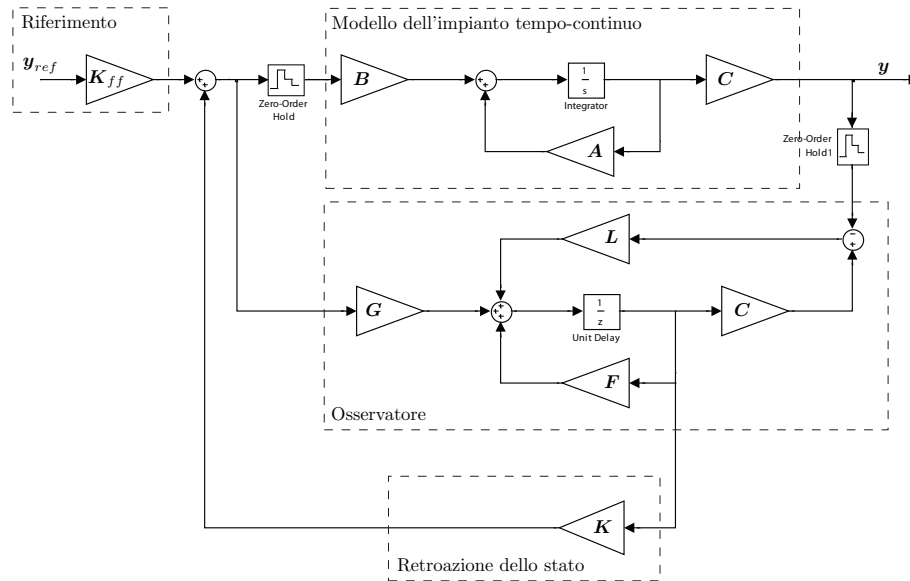 Riferimento
Modello dell'impianto tempo-continuo
y_ref
K_ff
+
+
Zero-Order
Hold
B
+
+
1
s
Integrator
C
y
A
Zero-Order
Hold1
L
−
+
G
+
+
+
1
z
Unit Delay
C
F
Osservatore
K
Retroazione dello stato